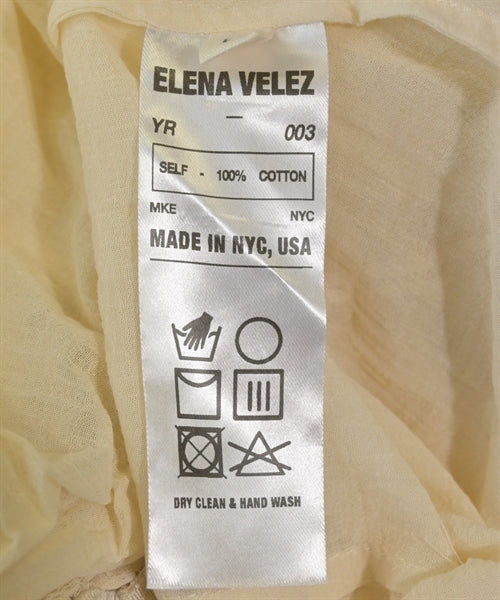 ELENA VELEZ
–
YR 003
SELF - 100% COTTON
MKE NYC
MADE IN NYC, USA
DRY CLEAN & HAND WASH